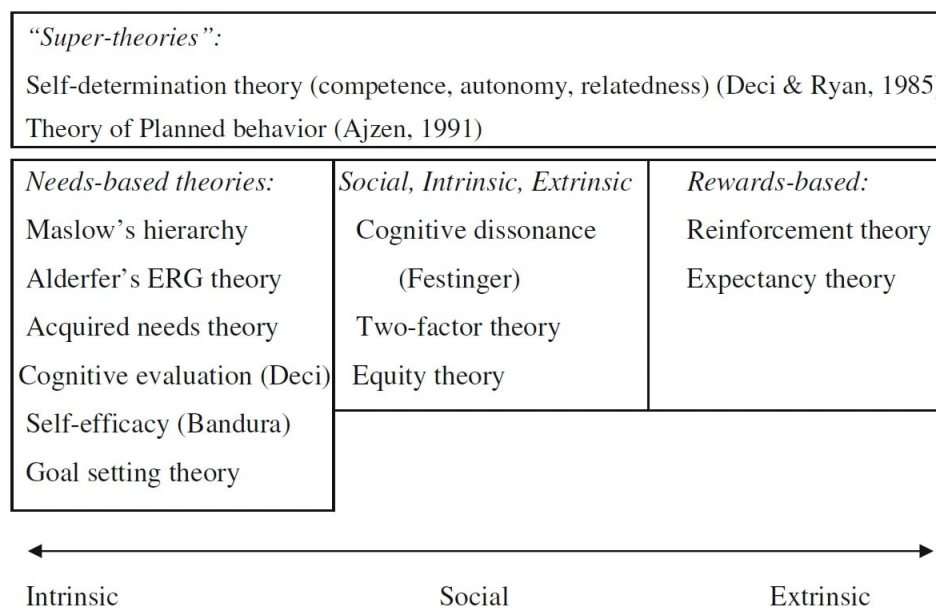 “Super-theories”:
Self-determination theory (competence, autonomy, relatedness) (Deci & Ryan, 1985
Theory of Planned behavior (Ajzen, 1991)
Needs-based theories:
Maslow’s hierarchy
Alderfer’s ERG theory
Acquired needs theory
Cognitive evaluation (Deci)
Self-efficacy (Bandura)
Goal setting theory
Social, Intrinsic, Extrinsic
Cognitive dissonance
(Festinger)
Two-factor theory
Equity theory
Rewards-based:
Reinforcement theory
Expectancy theory
Intrinsic
Social
Extrinsic